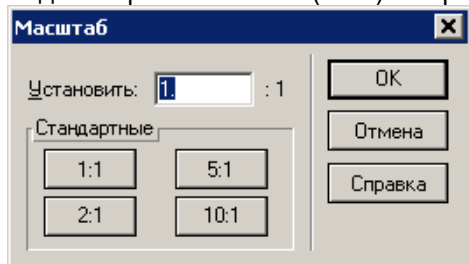 Масштаб
Установить: 1. : 1
Стандартные
1:1 5:1
2:1 10:1
OK
Отмена
Справка